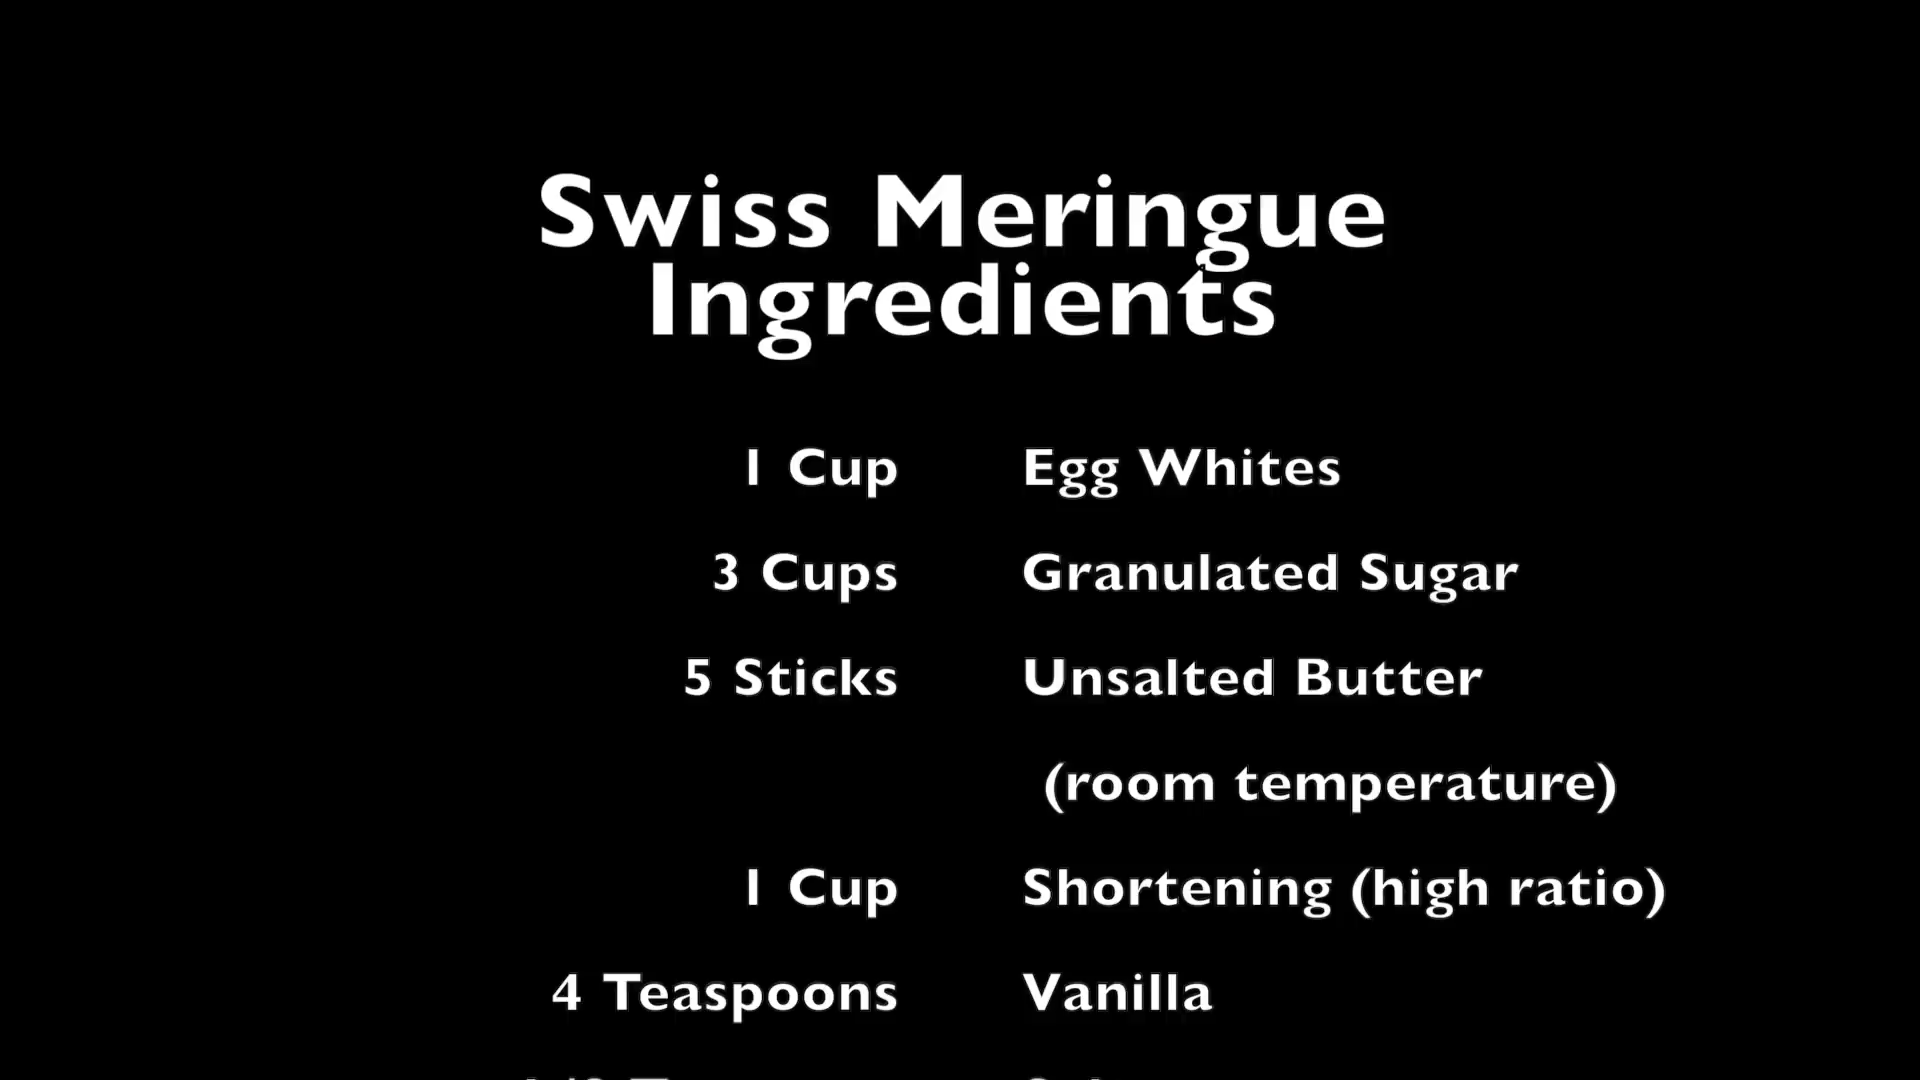 Swiss Meringue
Ingredients
1 Cup Egg Whites
3 Cups Granulated Sugar
5 Sticks Unsalted Butter
(room temperature)
1 Cup Shortening (high ratio)
4 Teaspoons Vanilla